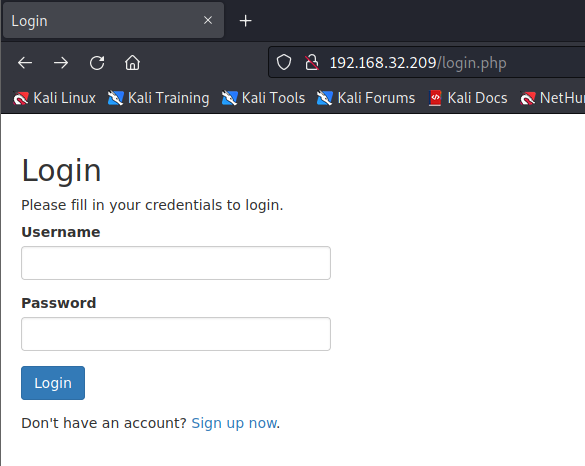 Login
192.168.32.209/login.php
Kali Linux Kali Training Kali Tools Kali Forums Kali Docs NetHu
Login
Please fill in your credentials to login.
Username
Password
Login
Don't have an account? Sign up now.